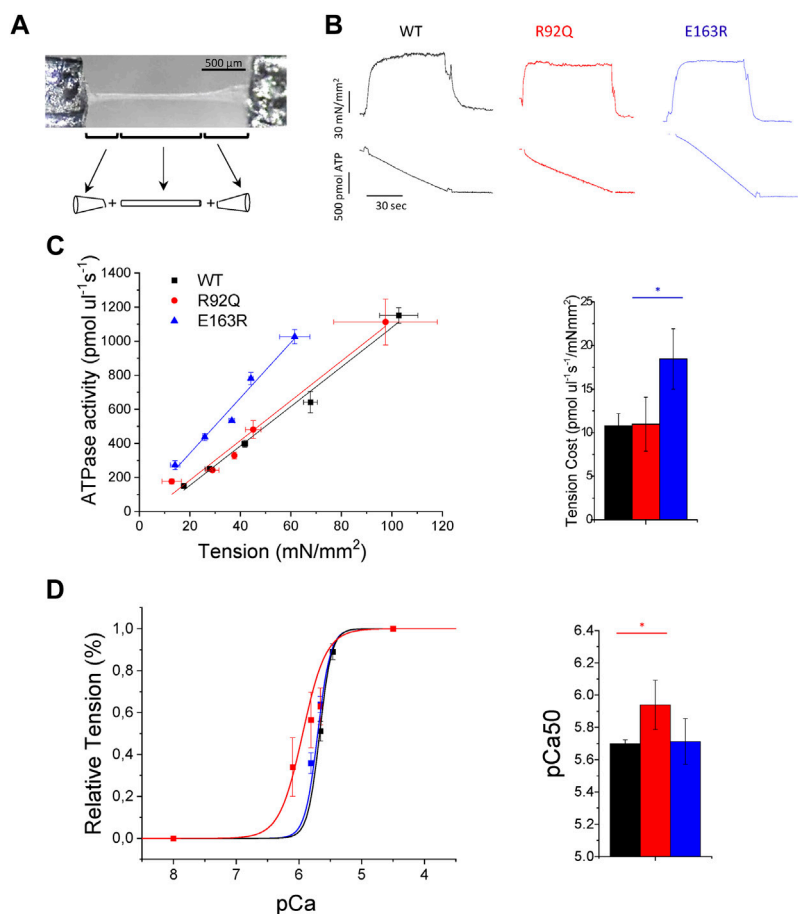 A
500 µm
+ +
B
WT R92Q E163R
30 mN/mm²
500 pmol ATP
30 sec
C
ATPase activity (pmol ul⁻¹s⁻¹)
1400
1200
1000
800
600
400
200
0
0 20 40 60 80 100 120
Tension (mN/mm²)
WT
R92Q
E163R
*
Tension Cost (pmol ul⁻¹s⁻¹/mNmm²)
25
20
15
10
5
0
D
Relative Tension (%)
1,0
0,8
0,6
0,4
0,2
0,0
8 7 6 5 4
pCa
*
pCa50
6.4
6.2
6.0
5.8
5.6
5.4
5.2
5.0